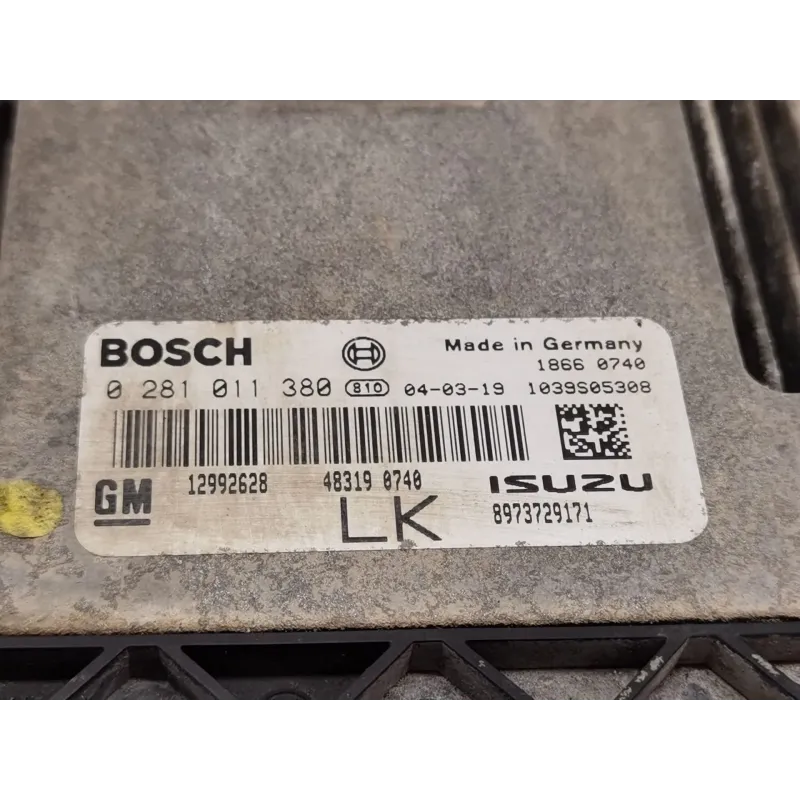 BOSCH Made in Germany
1866 0740
0 281 011 380 810 04-03-19 1039S05308
GM 12992628 48319 0740 ISUZU
LK 8973729171